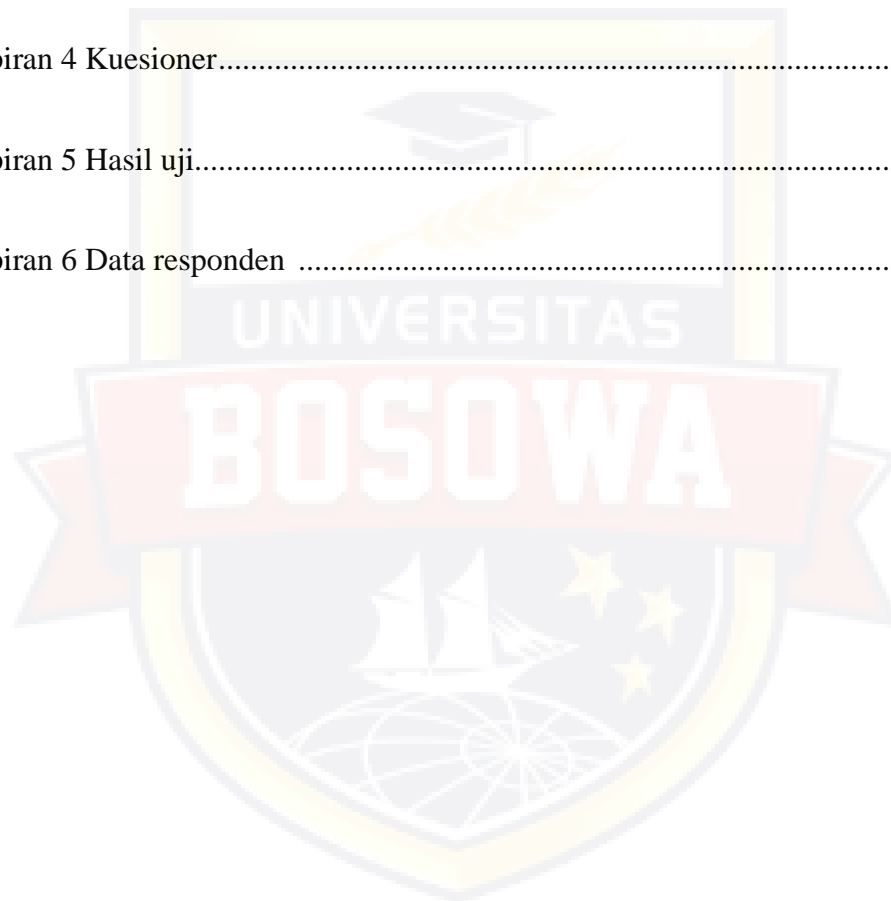 piran 4 Kuesioner..........................................................................................
piran 5 Hasil uji.............................................................................................
piran 6 Data responden ................................................................................
UNIVERSITAS
BOSOWA